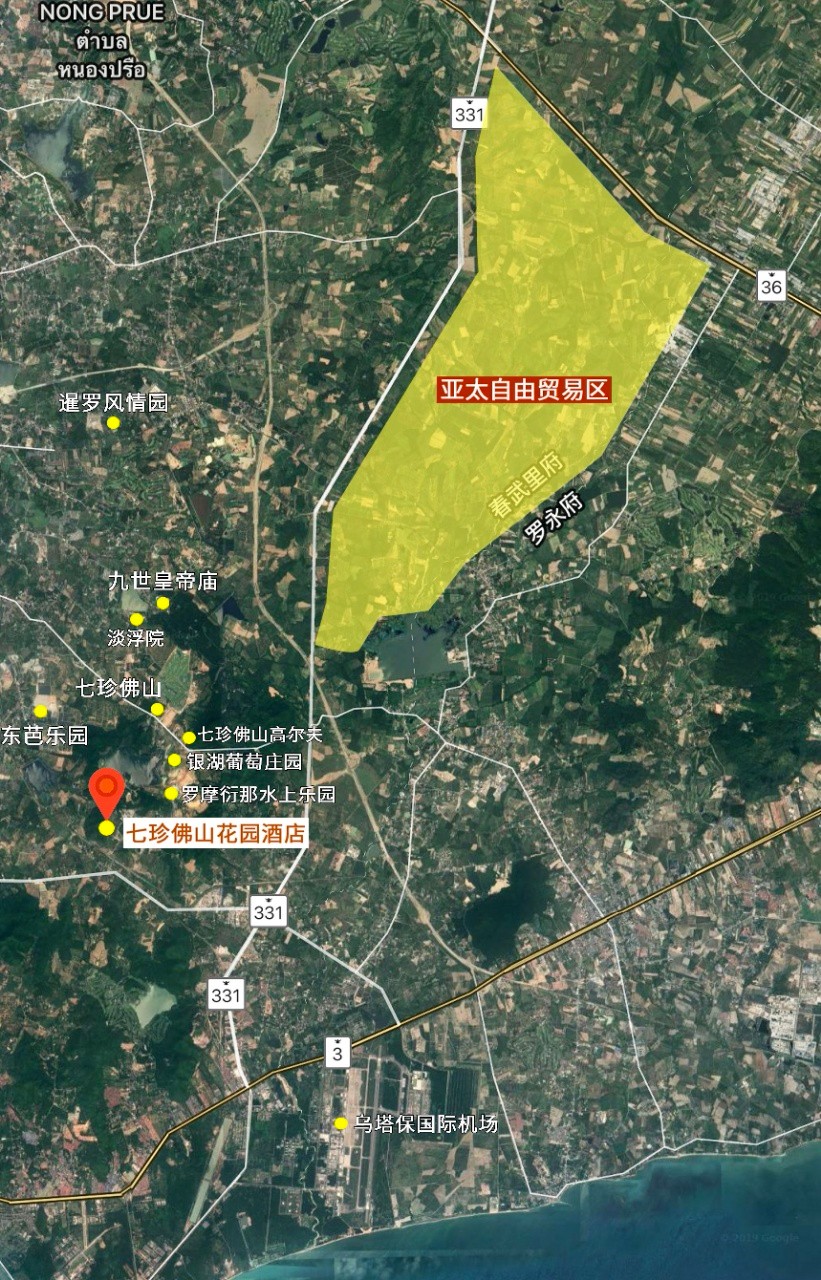 NONG PRUE
ตำบล
หนองปรือ
331
36
亚太自由贸易区
暹罗风情园
春武里府
罗永府
九世皇帝庙
淡浮院
七珍佛山
东芭乐园
七珍佛山高尔夫
银湖葡萄庄园
罗摩衍那水上乐园
七珍佛山花园酒店
331
331
3
乌塔保国际机场
© 2019 Google